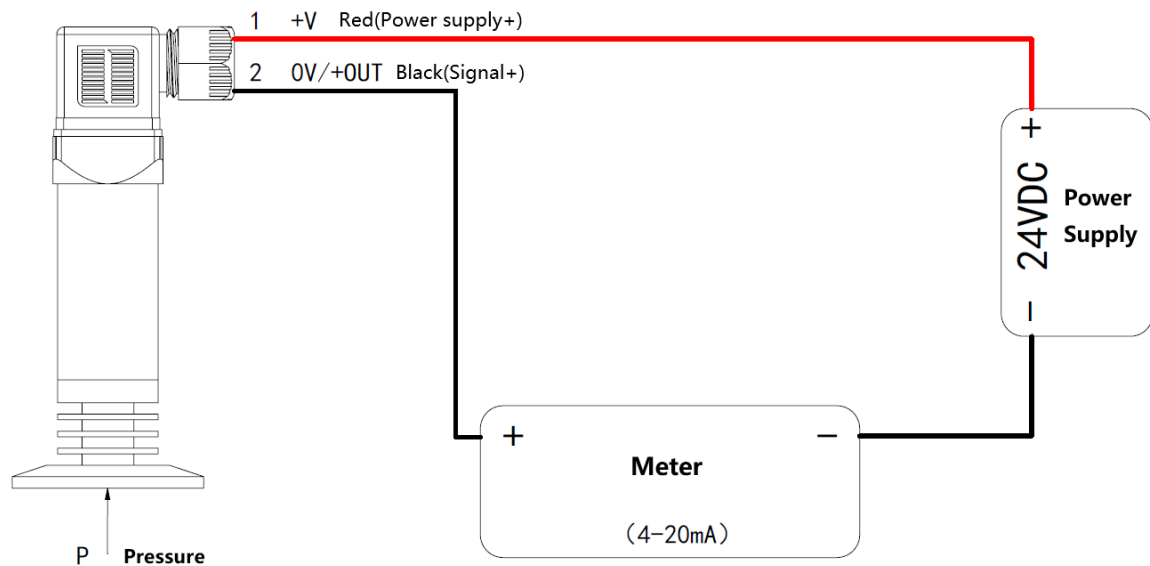 1 +V Red(Power supply+)
2 0V/+OUT Black(Signal+)
+
24VDC
Power
Supply
−
+ −
Meter
(4-20mA)
P Pressure